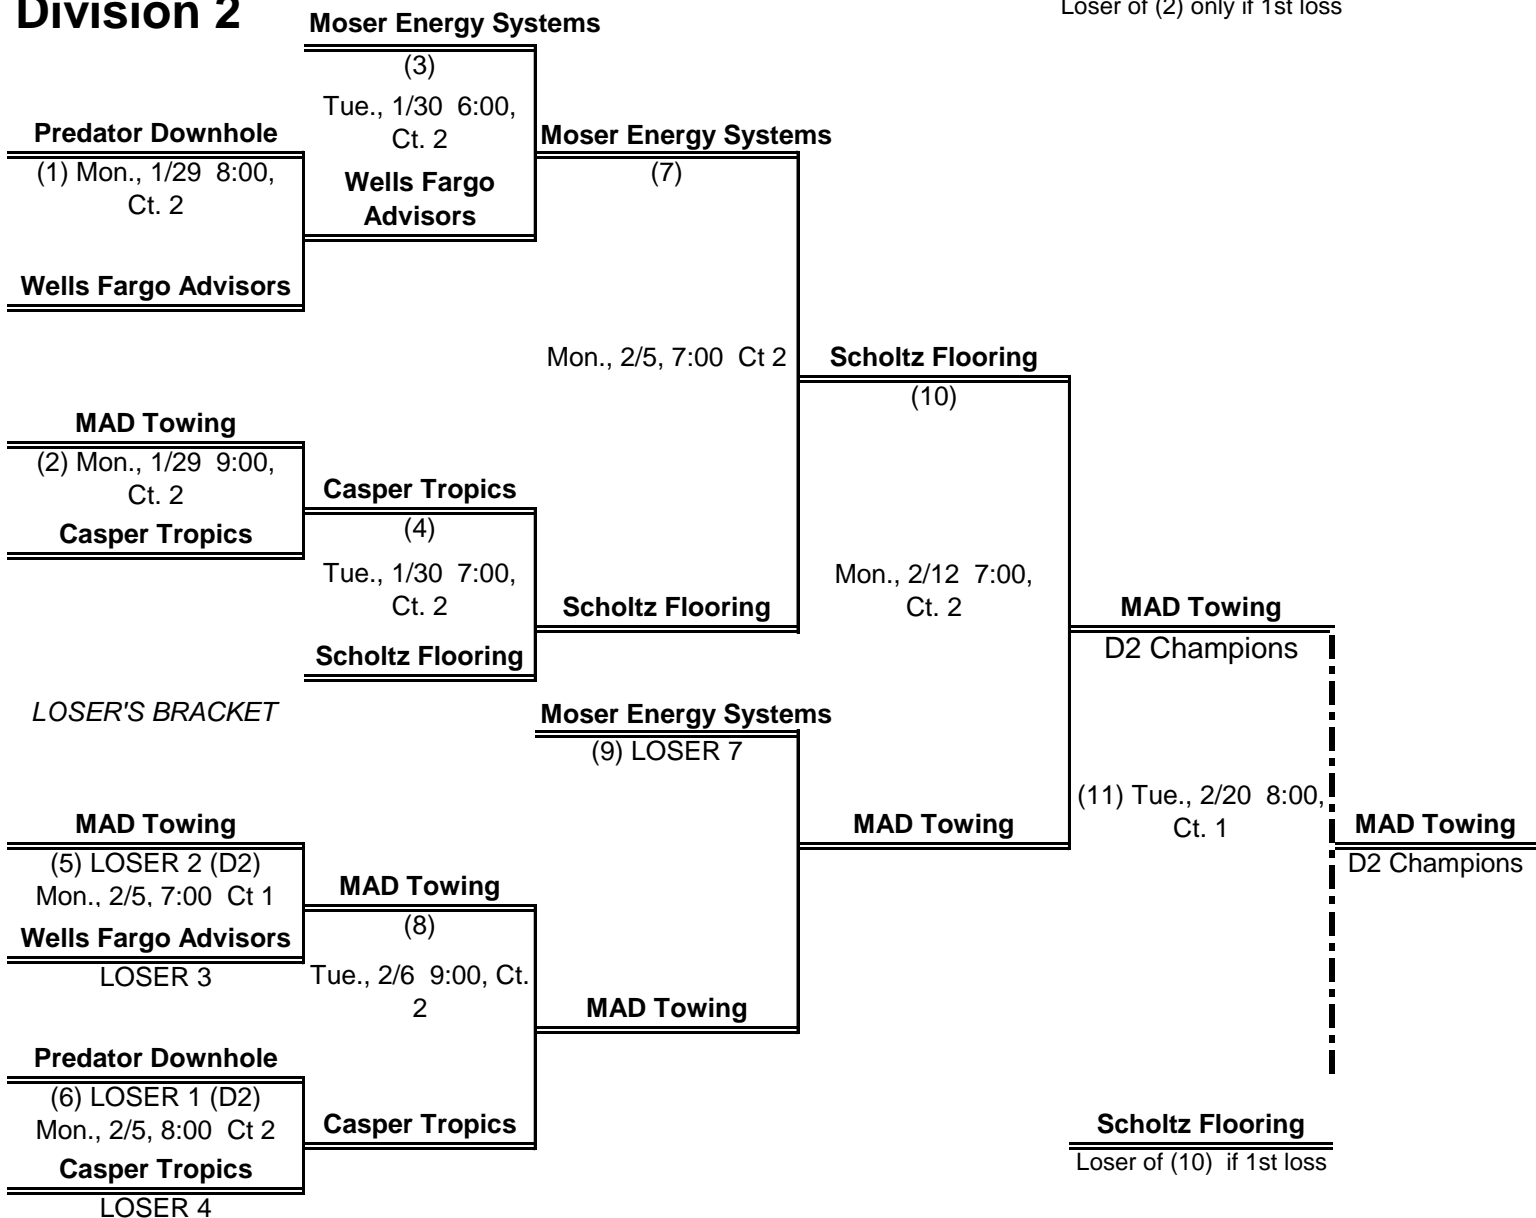 Division 2
Loser of (2) only if 1st loss
Moser Energy Systems
(3)
Tue., 1/30 6:00,
Ct. 2
Predator Downhole
(1) Mon., 1/29 8:00,
Ct. 2
Wells Fargo
Advisors
Moser Energy Systems
(7)
Wells Fargo Advisors
Mon., 2/5, 7:00 Ct 2
Scholtz Flooring
(10)
MAD Towing
(2) Mon., 1/29 9:00,
Ct. 2
Casper Tropics
Casper Tropics
(4)
Tue., 1/30 7:00,
Ct. 2
Scholtz Flooring
Scholtz Flooring
Mon., 2/12 7:00,
Ct. 2
MAD Towing
D2 Champions
LOSER'S BRACKET
Moser Energy Systems
(9) LOSER 7
MAD Towing
(5) LOSER 2 (D2)
Mon., 2/5, 7:00 Ct 1
Wells Fargo Advisors
LOSER 3
MAD Towing
(8)
Tue., 2/6 9:00, Ct.
2
MAD Towing
MAD Towing
(11) Tue., 2/20 8:00,
Ct. 1
MAD Towing
D2 Champions
Predator Downhole
(6) LOSER 1 (D2)
Mon., 2/5, 8:00 Ct 2
Casper Tropics
LOSER 4
Casper Tropics
Scholtz Flooring
Loser of (10) if 1st loss